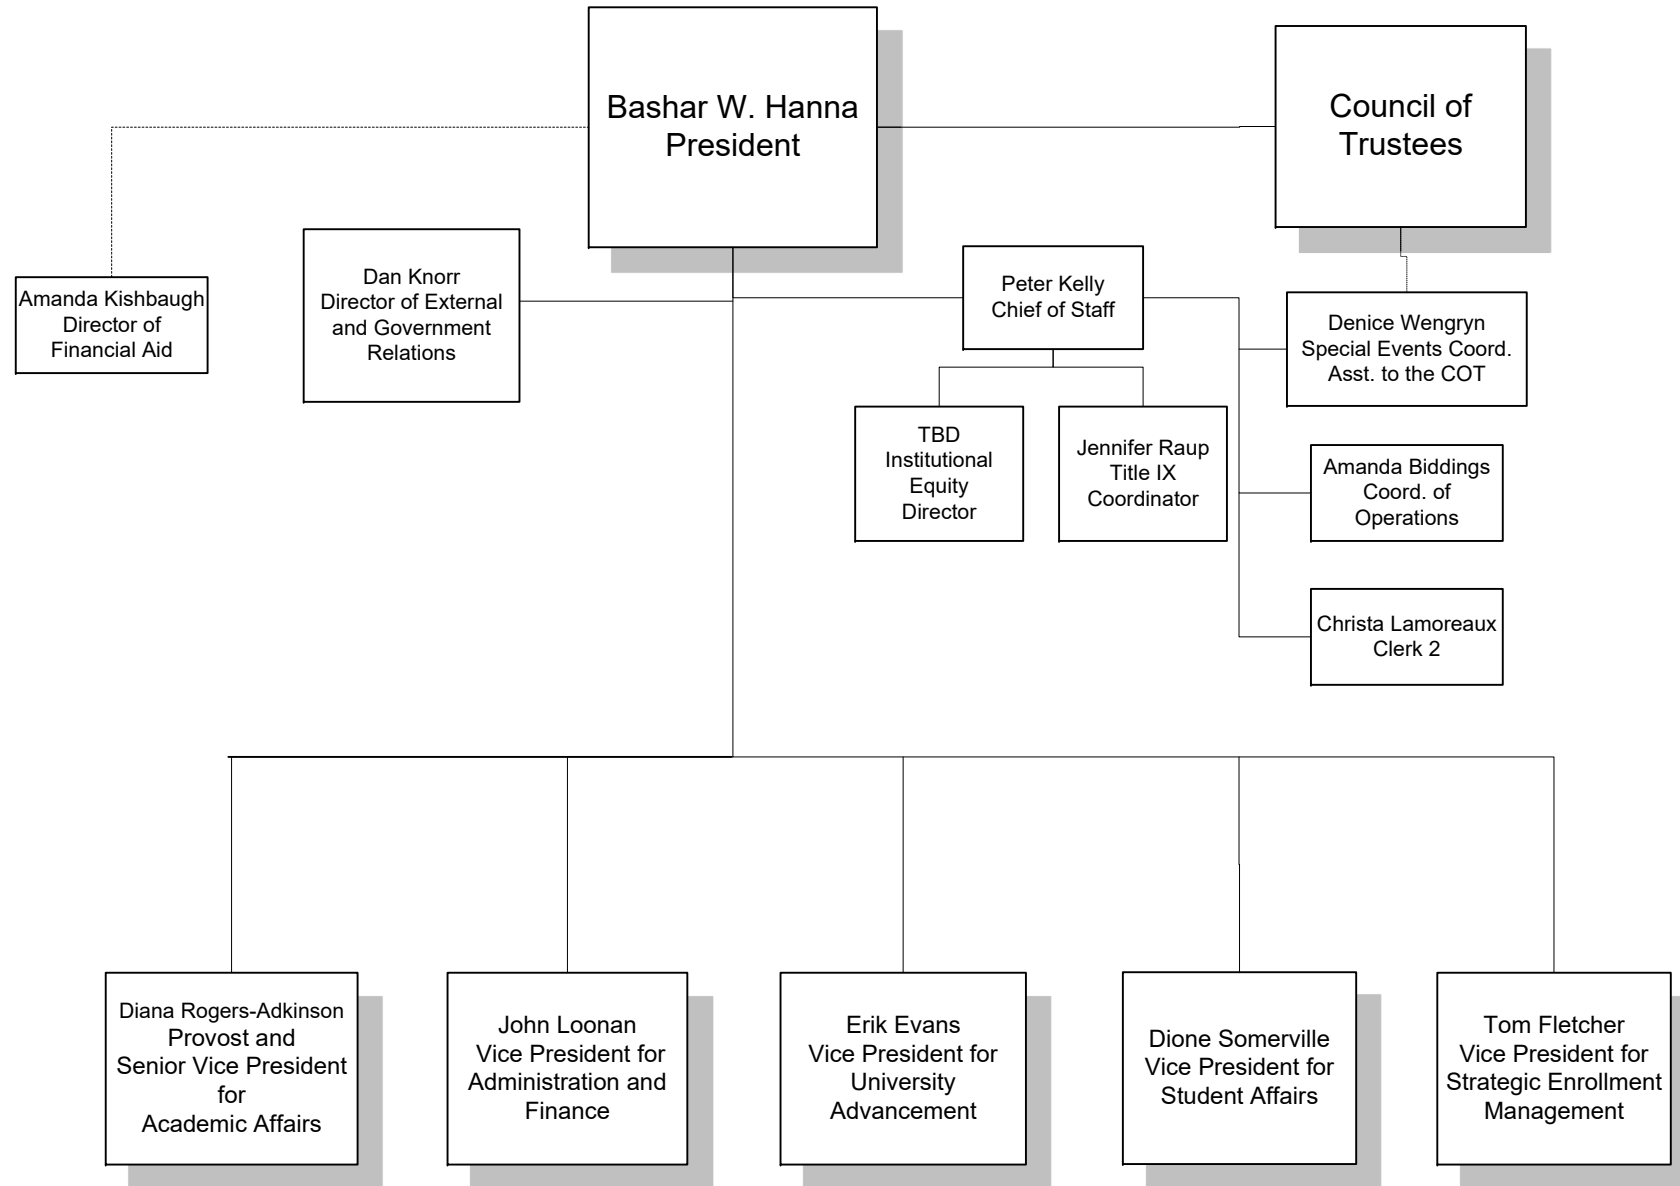 Bashar W. Hanna
President
Council of
Trustees
Amanda Kishbaugh
Director of
Financial Aid
Dan Knorr
Director of External
and Government
Relations
Peter Kelly
Chief of Staff
Denice Wengryn
Special Events Coord.
Asst. to the COT
TBD
Institutional
Equity
Director
Jennifer Raup
Title IX
Coordinator
Amanda Biddings
Coord. of
Operations
Christa Lamoreaux
Clerk 2
Diana Rogers-Adkinson
Provost and
Senior Vice President
for
Academic Affairs
John Loonan
Vice President for
Administration and
Finance
Erik Evans
Vice President for
University
Advancement
Dione Somerville
Vice President for
Student Affairs
Tom Fletcher
Vice President for
Strategic Enrollment
Management